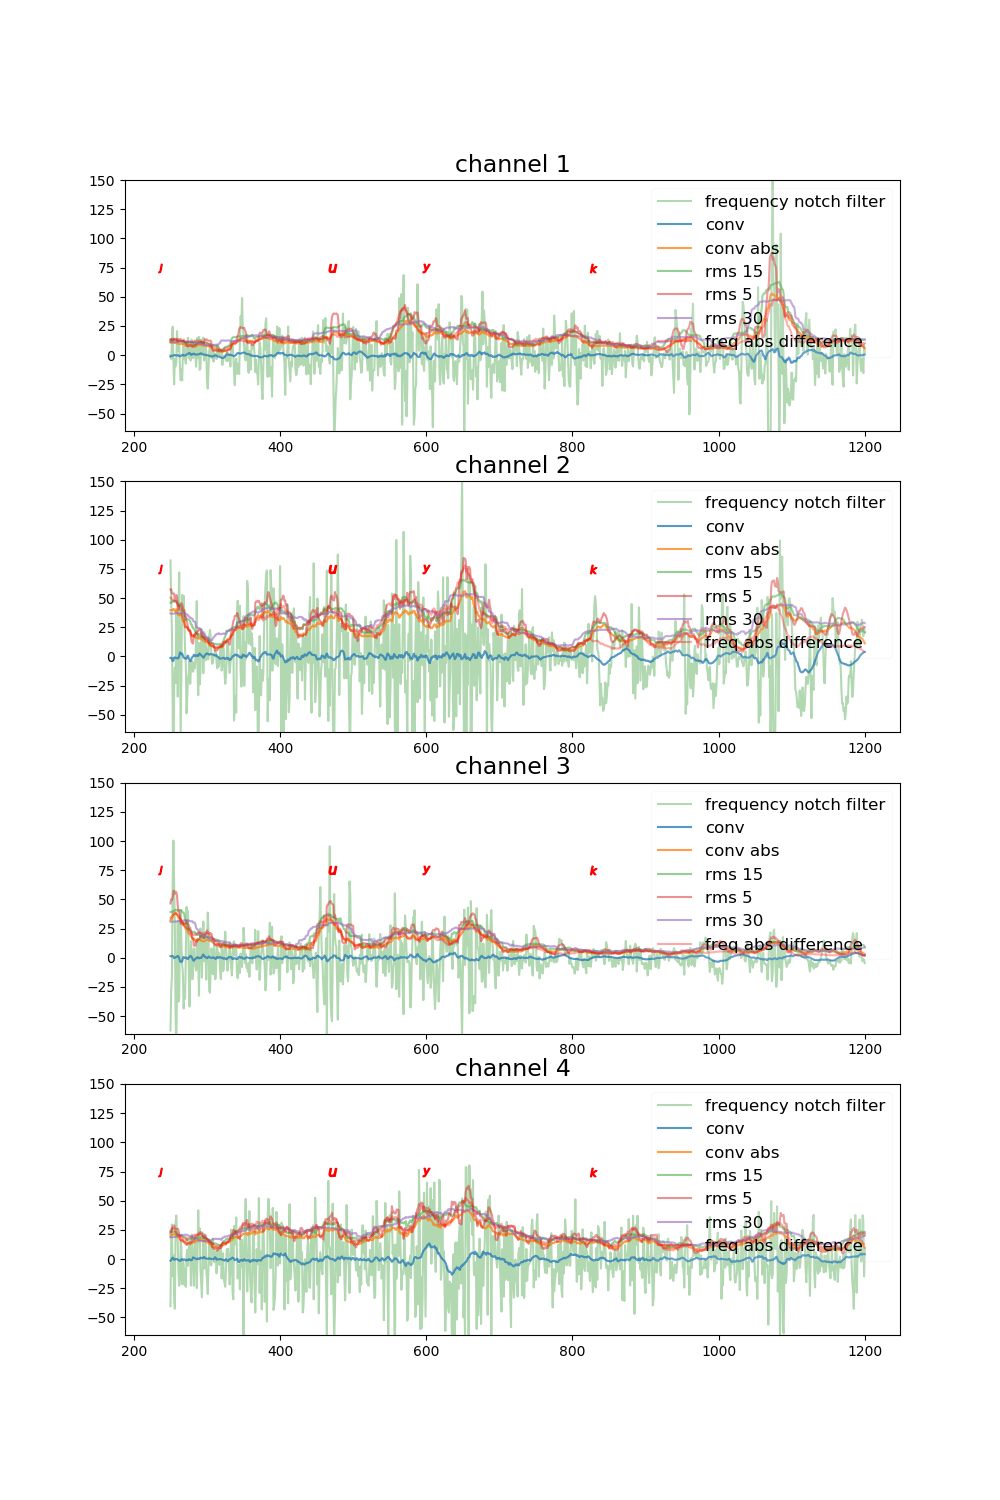 channel 1
150
125
100
75
50
25
0
−25
−50
frequency notch filter
conv
conv abs
rms 15
rms 5
rms 30
freq abs difference
J u y k
200 400 600 800 1000 1200
channel 2
150
125
100
75
50
25
0
−25
−50
frequency notch filter
conv
conv abs
rms 15
rms 5
rms 30
freq abs difference
J u y k
200 400 600 800 1000 1200
channel 3
150
125
100
75
50
25
0
−25
−50
frequency notch filter
conv
conv abs
rms 15
rms 5
rms 30
freq abs difference
J u y k
200 400 600 800 1000 1200
channel 4
150
125
100
75
50
25
0
−25
−50
frequency notch filter
conv
conv abs
rms 15
rms 5
rms 30
freq abs difference
J u y k
200 400 600 800 1000 1200